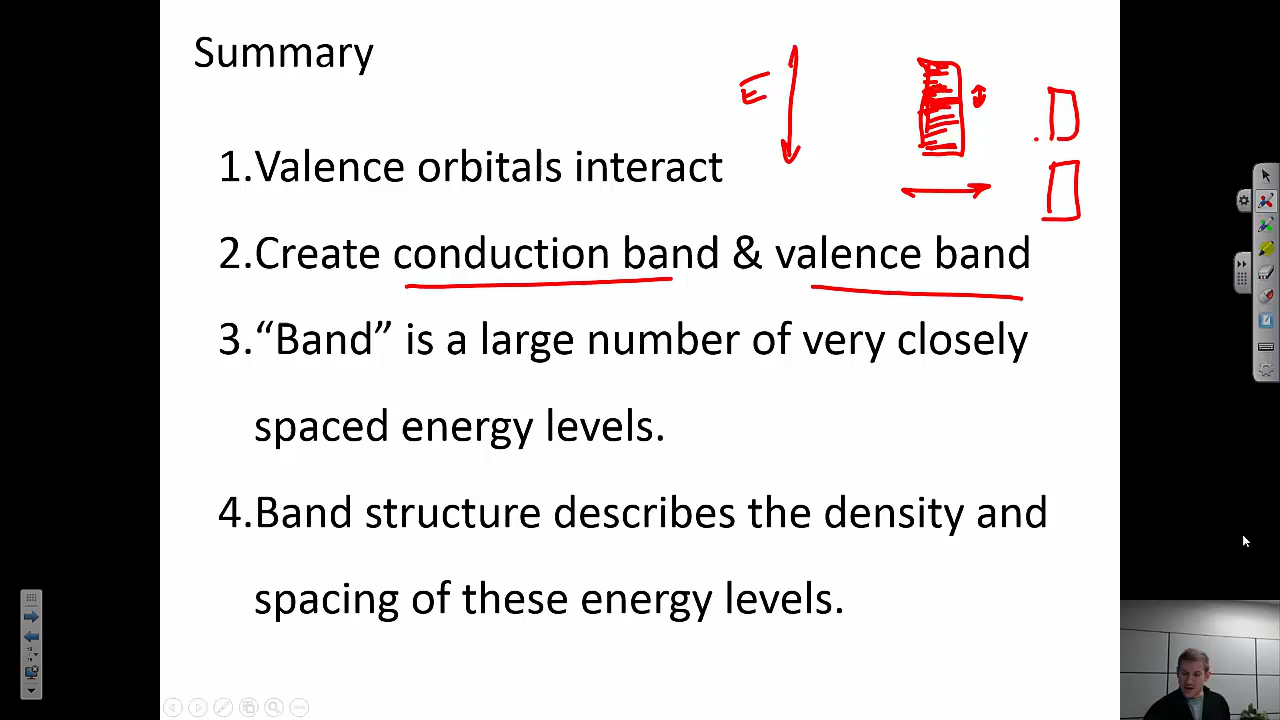 Summary
E
1.Valence orbitals interact
2.Create conduction band & valence band
3.“Band” is a large number of very closely
spaced energy levels.
4.Band structure describes the density and
spacing of these energy levels.